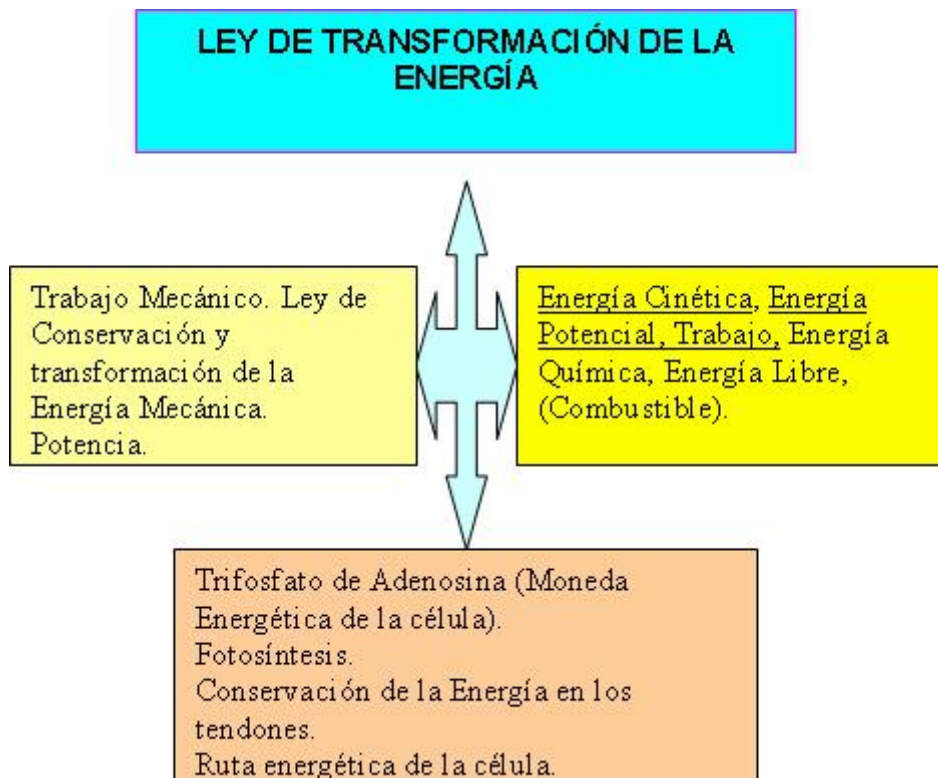 LEY DE TRANSFORMACIÓN DE LA
ENERGÍA
Trabajo Mecánico. Ley de
Conservación y
transformación de la
Energía Mecánica.
Potencia.
Energía Cinética, Energía
Potencial, Trabajo, Energía
Química, Energía Libre,
(Combustible).
Trifosfato de Adenosina (Moneda
Energética de la célula).
Fotosíntesis.
Conservación de la Energía en los
tendones.
Ruta energética de la célula.